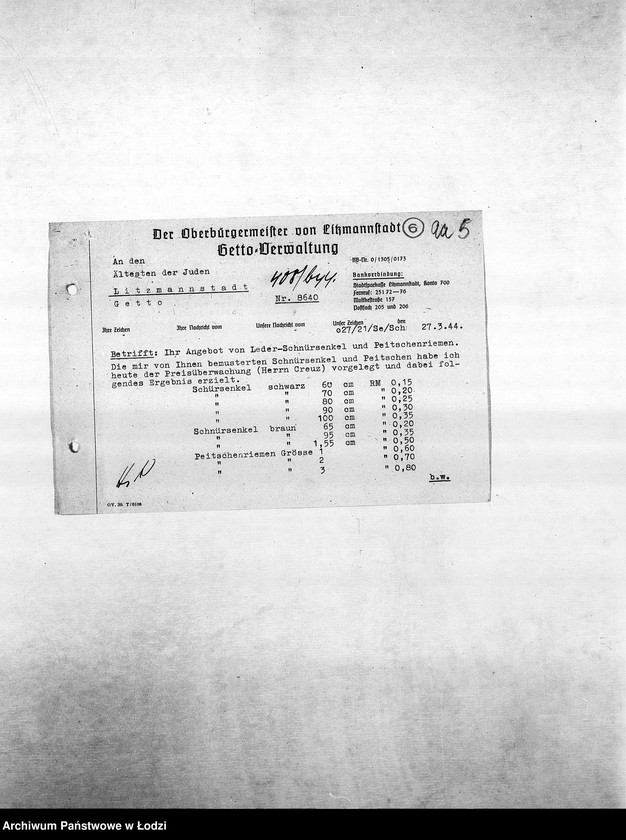 Der Oberbürgermeister von Litzmannstadt 6 9a 5
Getto-Verwaltung
An den
Ältesten der Juden
Litzmannstadt
Getto
Nr. 8640
RB-Nr. 0/1305/0173
Bankverbindung:
Stadtsparkasse Litzmannstadt, Konto 700
Fernruf: 251 72—76
Moltkestraße 157
Postfach 205 und 206
Ihre Zeichen Ihre Nachricht vom Unsere Nachricht vom Unser Zeichen den
027/21/Se/Sch 27.3.44.
Betrifft: Ihr Angebot von Leder-Schnürsenkel und Peitschenriemen.
Die mir von Ihnen bemusterten Schnürsenkel und Peitschen habe ich
heute der Preisüberwachung (Herrn Creuz) vorgelegt und dabei fol-
gendes Ergebnis erzielt.
Schürsenkel schwarz 60 cm RM 0,15
" " 70 cm " 0,20
" " 80 cm " 0,25
" " 90 cm " 0,30
" " 100 cm " 0,35
Schnürsenkel braun 65 cm " 0,20
" " 95 cm " 0,35
" " 1,55 cm " 0,50
Peitschenriemen Grösse 1 " 0,60
" " 2 " 0,70
" " 3 " 0,80
b.w.
Archiwum Państwowe w Łodzi